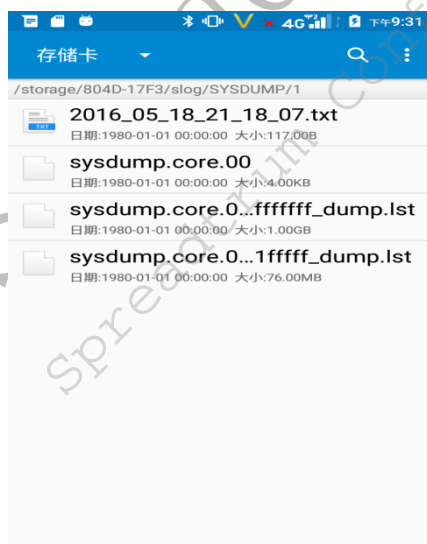 4G 下午9:31
存储卡
/storage/804D-17F3/slog/SYSDUMP/1
2016_05_18_21_18_07.txt
TXT
日期:1980-01-01 00:00:00 大小:117.00B
sysdump.core.00
日期:1980-01-01 00:00:00 大小:4.00KB
sysdump.core.0...fffffff_dump.lst
日期:1980-01-01 00:00:00 大小:1.00GB
sysdump.core.0...1fffff_dump.lst
日期:1980-01-01 00:00:00 大小:76.00MB
Spreadtrum Conf